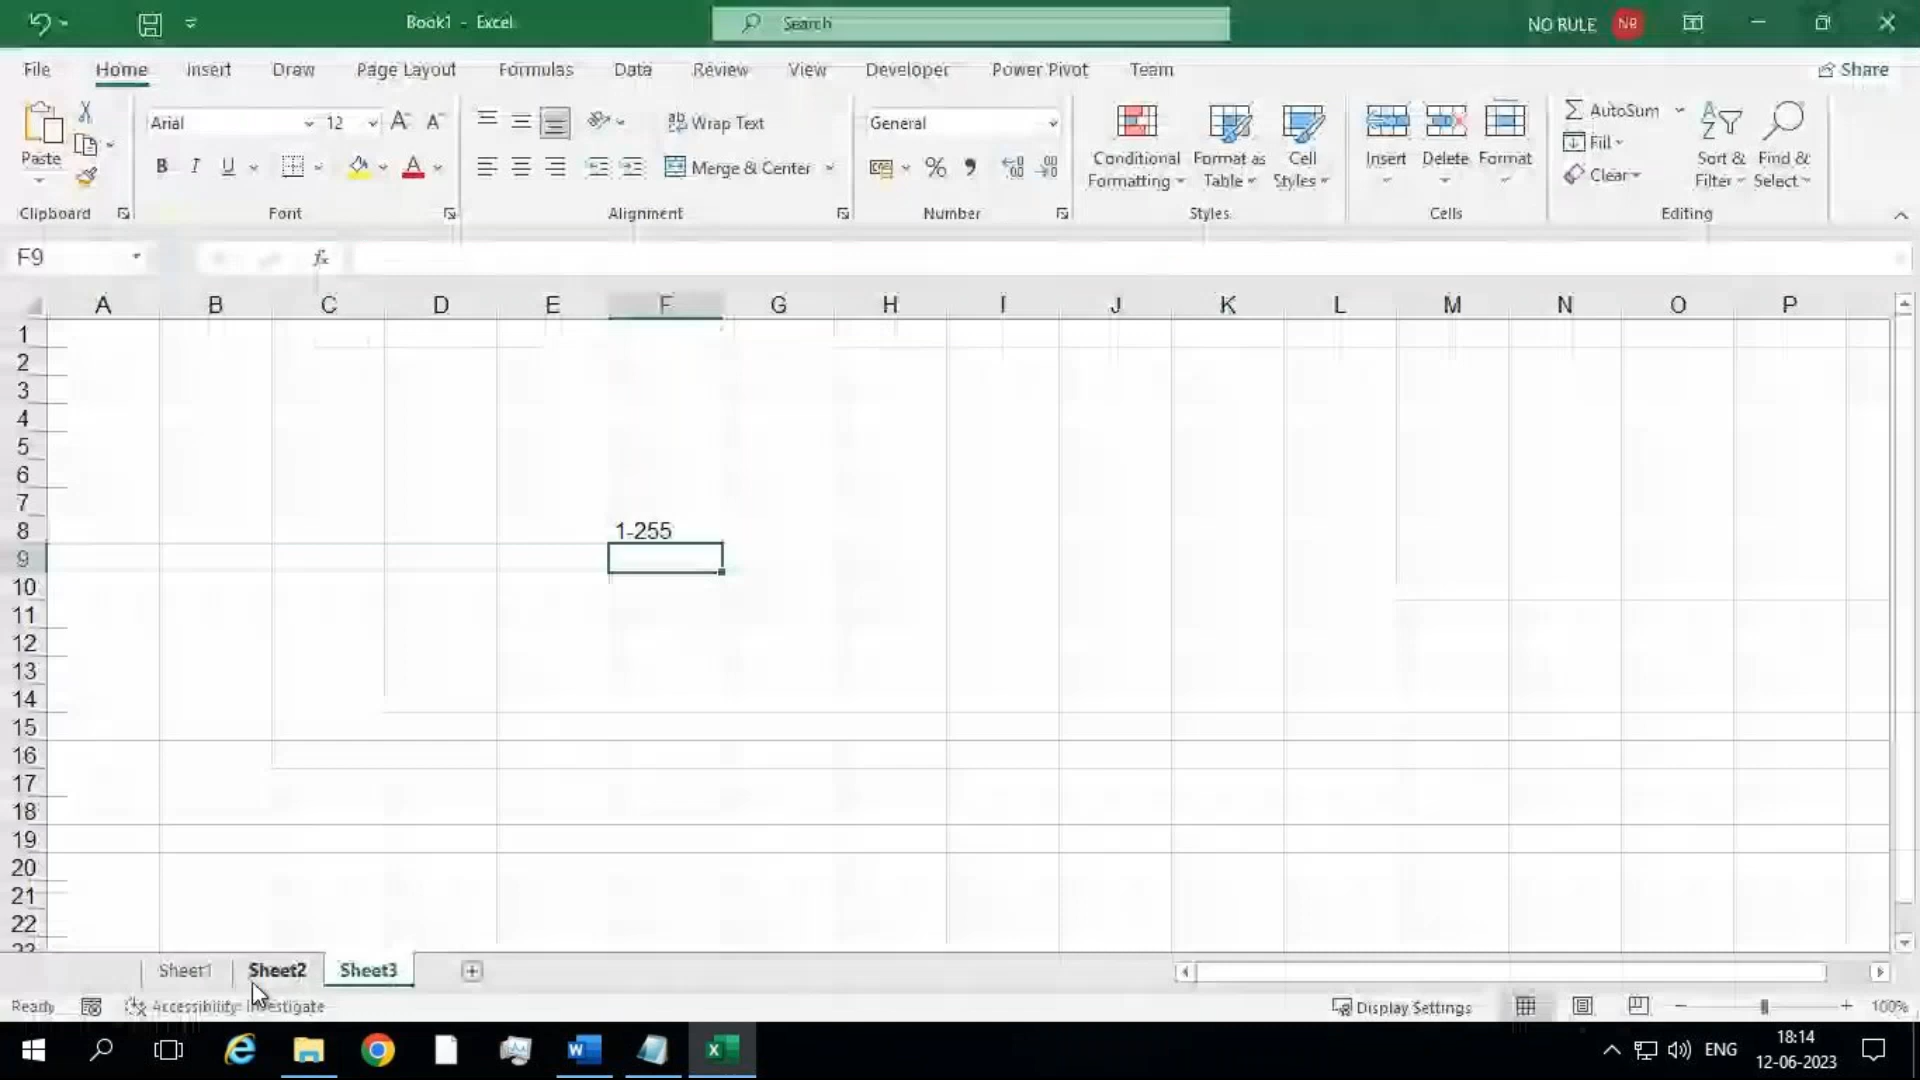 Book1 - Excel
Search
NO RULE
NR
File
Home
Insert
Draw
Page Layout
Formulas
Data
Review
View
Developer
Power Pivot
Team
Share
Paste
Clipboard
Arial
12
B I U
Font
Wrap Text
Merge & Center
Alignment
General
%
Number
Conditional
Formatting
Format as
Table
Cell
Styles
Styles
Insert
Delete
Format
Cells
AutoSum
Fill
Clear
Sort &
Filter
Find &
Select
Editing
F9
fx
A B C D E F G H I J K L M N O P
1
2
3
4
5
6
7
8 1-255
9
10
11
12
13
14
15
16
17
18
19
20
21
22
Sheet1
Sheet2
Sheet3
Ready
Accessibility: Investigate
Display Settings
100%
ENG
18:14
12-06-2023